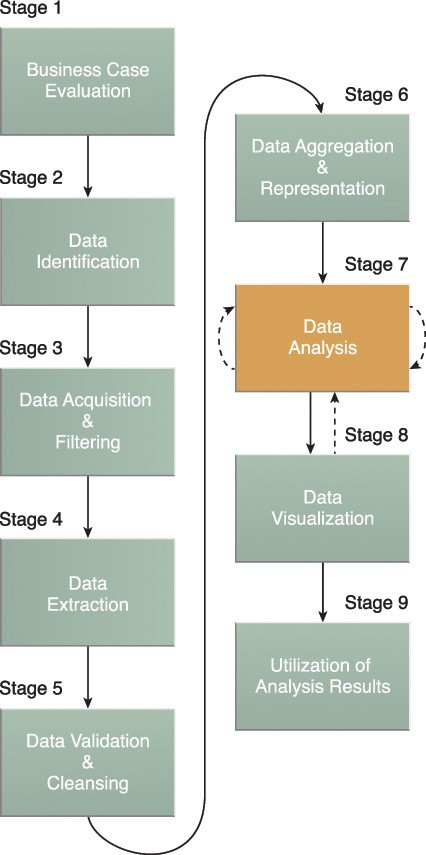 Stage 1
Business Case
Evaluation
Stage 2
Data
Identification
Stage 3
Data Acquisition
&
Filtering
Stage 4
Data
Extraction
Stage 5
Data Validation
&
Cleansing
Stage 6
Data Aggregation
&
Representation
Stage 7
Data
Analysis
Stage 8
Data
Visualization
Stage 9
Utilization of
Analysis Results